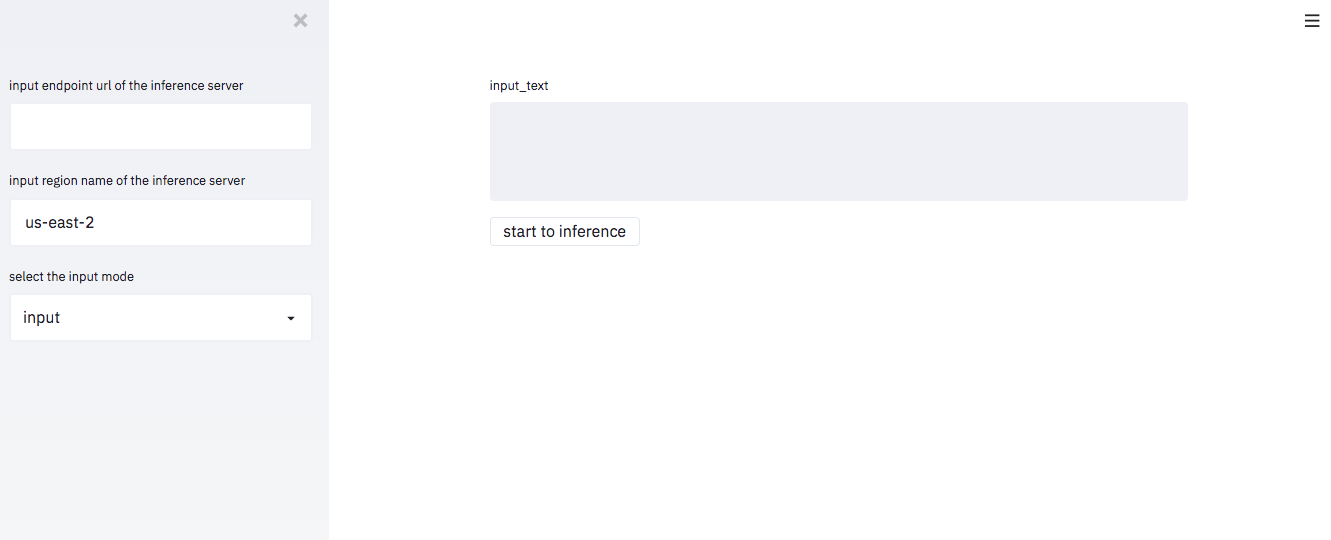 input endpoint url of the inference server
input region name of the inference server
us-east-2
select the input mode
input
input_text
start to inference